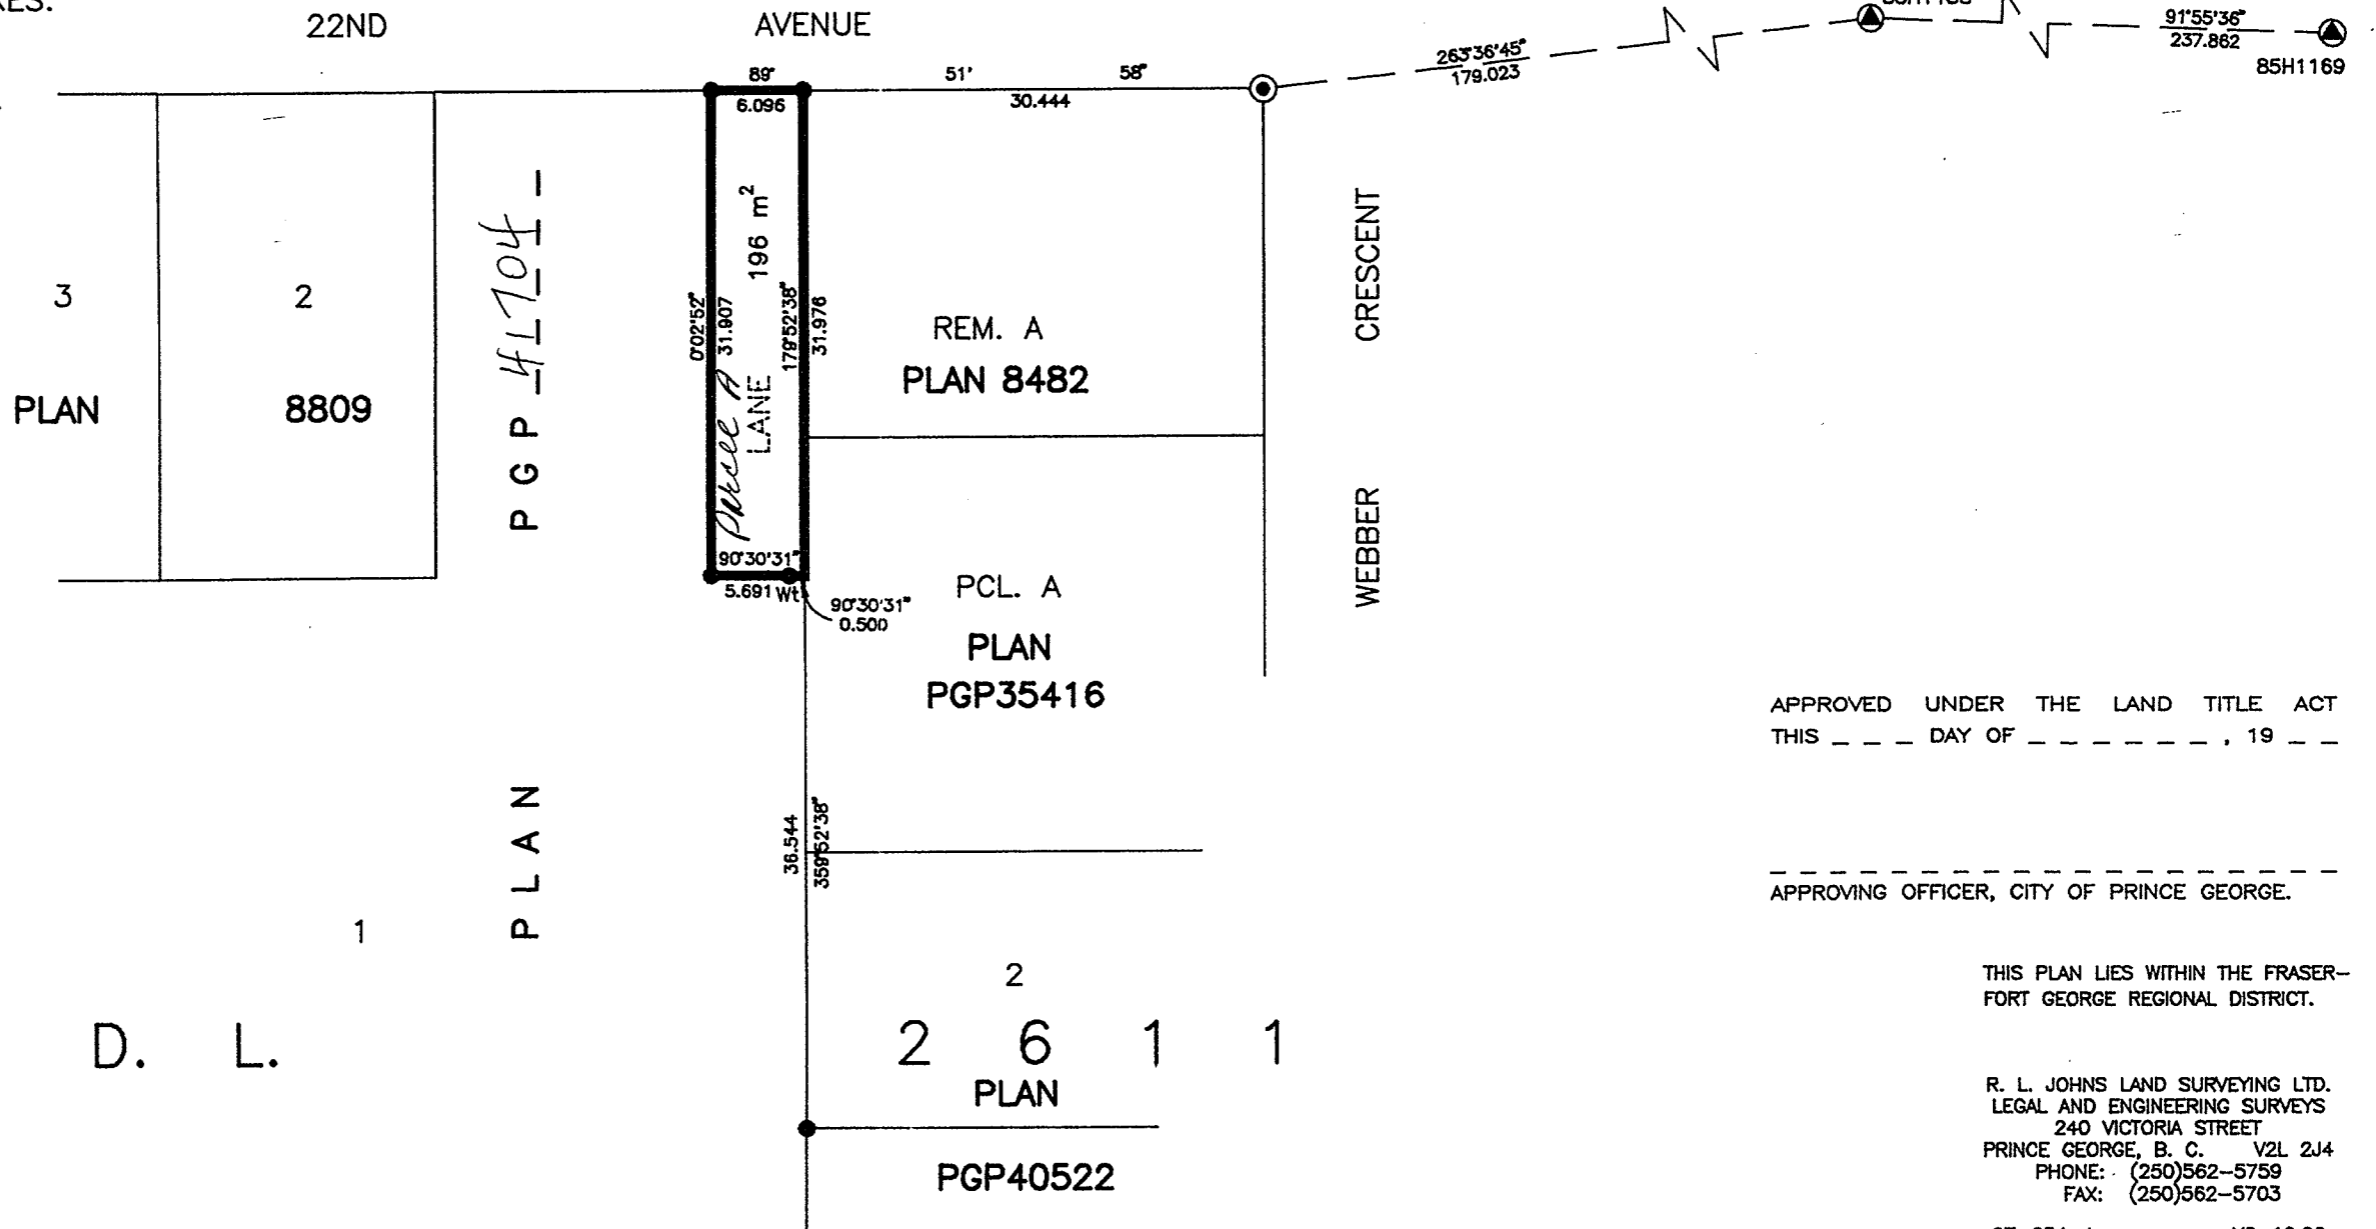 22ND AVENUE
91°55'36"
237.862
85H1169
263°36'45"
179.023
89° 51' 58"
6.096
30.444
3
2
PLAN 8809
PGP 41704
PLAN
0°02'52"
31.907
196 m²
Parcel A
LANE
179°52'38"
31.976
REM. A
PLAN 8482
CRESCENT
WEBBER
90°30'31"
5.691 Wt
90°30'31"
0.500
PCL. A
PLAN
PGP35416
36.544
359°52'38"
1
2
D. L. 2 6 1 1
PLAN
PGP40522
APPROVED UNDER THE LAND TITLE ACT
THIS _ _ _ DAY OF _ _ _ _ _ _ _ , 19 _ _
APPROVING OFFICER, CITY OF PRINCE GEORGE.
THIS PLAN LIES WITHIN THE FRASER-
FORT GEORGE REGIONAL DISTRICT.
R. L. JOHNS LAND SURVEYING LTD.
LEGAL AND ENGINEERING SURVEYS
240 VICTORIA STREET
PRINCE GEORGE, B. C. V2L 2J4
PHONE: (250)562-5759
FAX: (250)562-5703